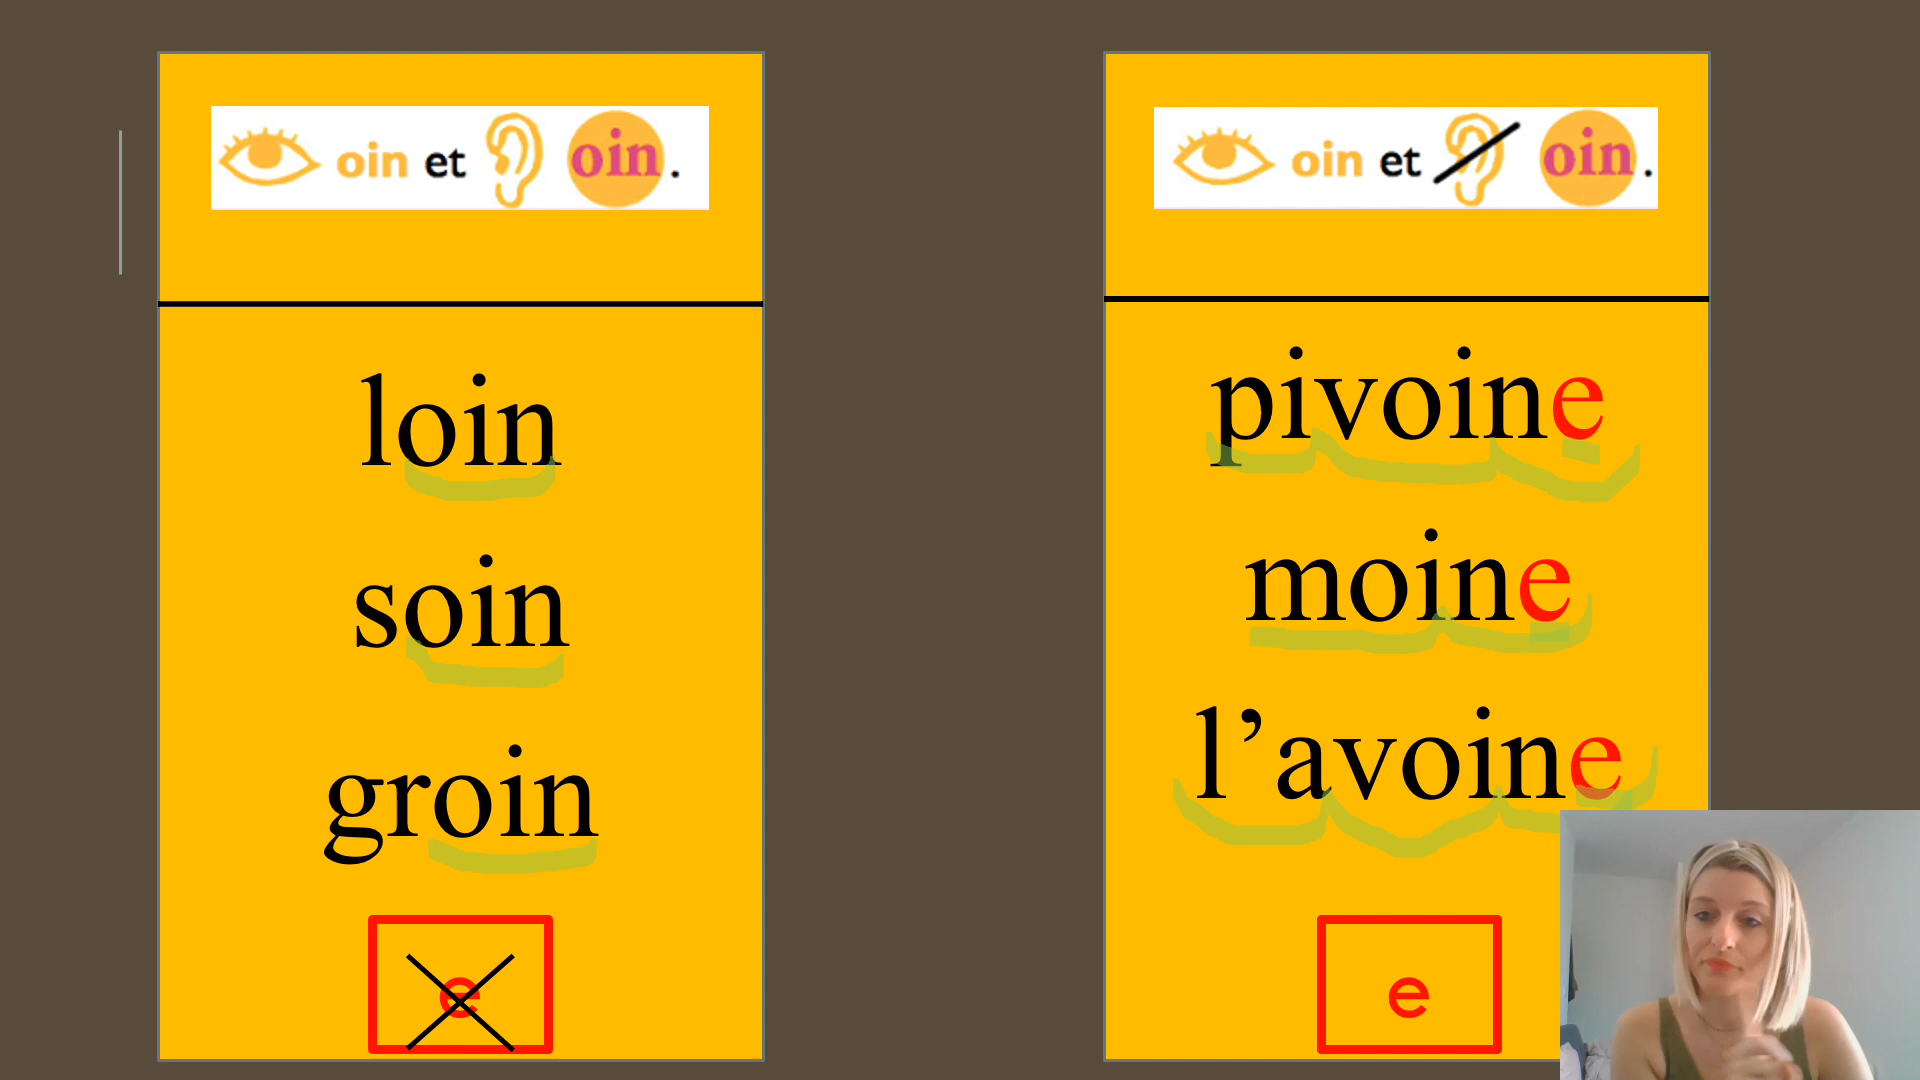 oin et oin.
loin
soin
groin
e
oin et oin.
pivoine
moine
l’avoine
e